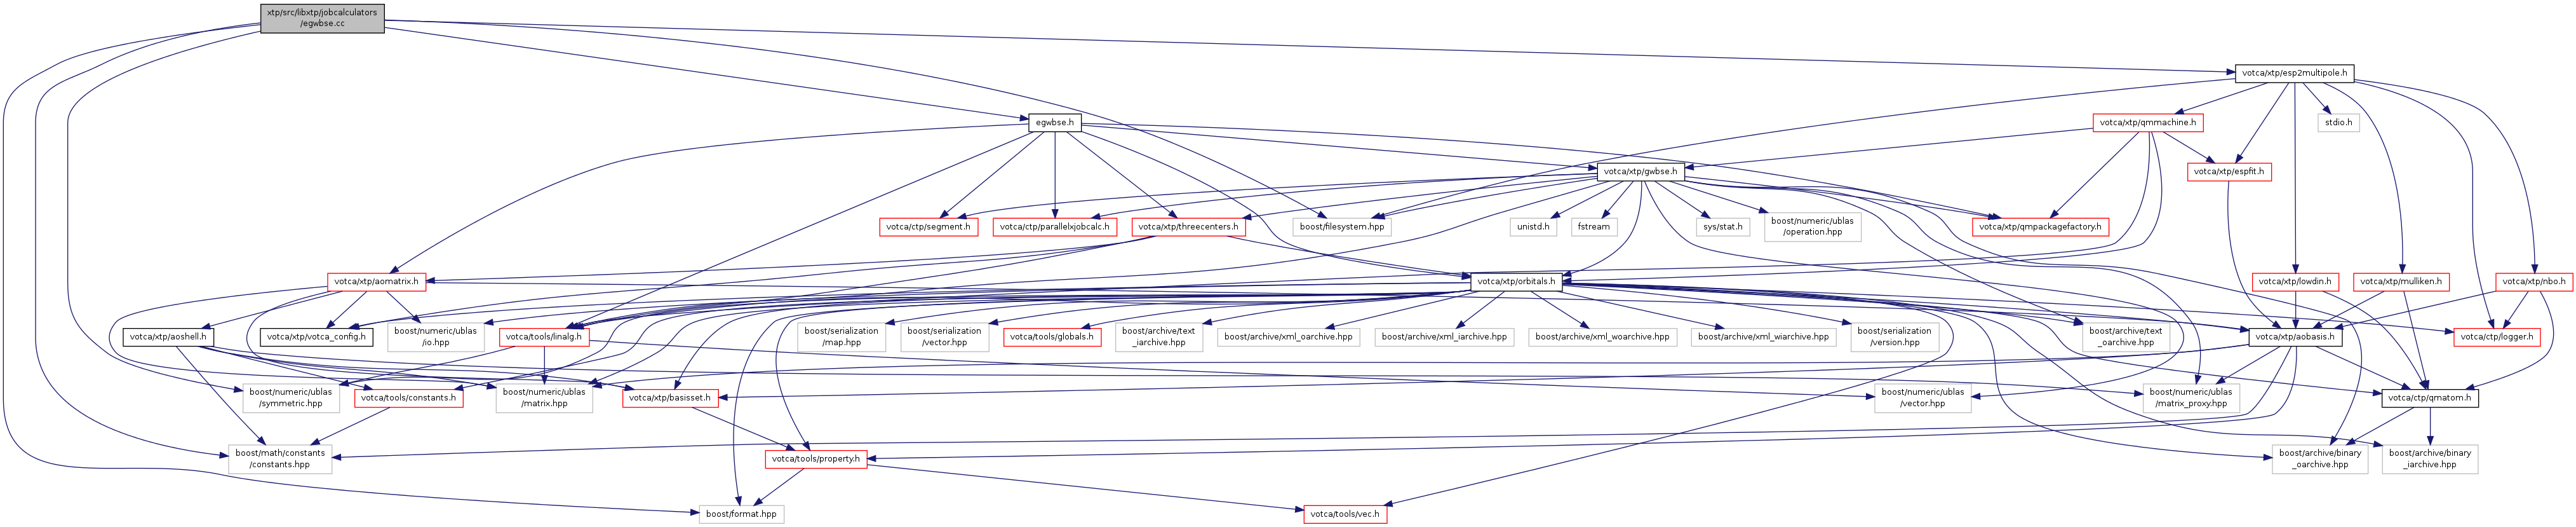 xtp/src/libxtp/jobcalculators
/egwbse.cc
votca/xtp/esp2multipole.h
egwbse.h
votca/xtp/qmmachine.h
stdio.h
votca/xtp/gwbse.h
votca/xtp/espfit.h
votca/ctp/segment.h
votca/ctp/parallelxjobcalc.h
votca/xtp/threecenters.h
boost/filesystem.hpp
unistd.h
fstream
sys/stat.h
boost/numeric/ublas
/operation.hpp
votca/xtp/qmpackagefactory.h
votca/xtp/aomatrix.h
votca/xtp/orbitals.h
votca/xtp/lowdin.h
votca/xtp/mulliken.h
votca/xtp/nbo.h
votca/xtp/aoshell.h
votca/xtp/votca_config.h
boost/numeric/ublas
/io.hpp
votca/tools/linalg.h
boost/serialization
/map.hpp
boost/serialization
/vector.hpp
votca/tools/globals.h
boost/archive/text
_iarchive.hpp
boost/archive/xml_oarchive.hpp
boost/archive/xml_iarchive.hpp
boost/archive/xml_woarchive.hpp
boost/archive/xml_wiarchive.hpp
boost/serialization
/version.hpp
boost/archive/text
_oarchive.hpp
votca/xtp/aobasis.h
votca/ctp/logger.h
boost/numeric/ublas
/symmetric.hpp
votca/tools/constants.h
boost/numeric/ublas
/matrix.hpp
votca/xtp/basisset.h
boost/numeric/ublas
/vector.hpp
boost/numeric/ublas
/matrix_proxy.hpp
votca/ctp/qmatom.h
boost/math/constants
/constants.hpp
votca/tools/property.h
boost/archive/binary
_oarchive.hpp
boost/archive/binary
_iarchive.hpp
boost/format.hpp
votca/tools/vec.h